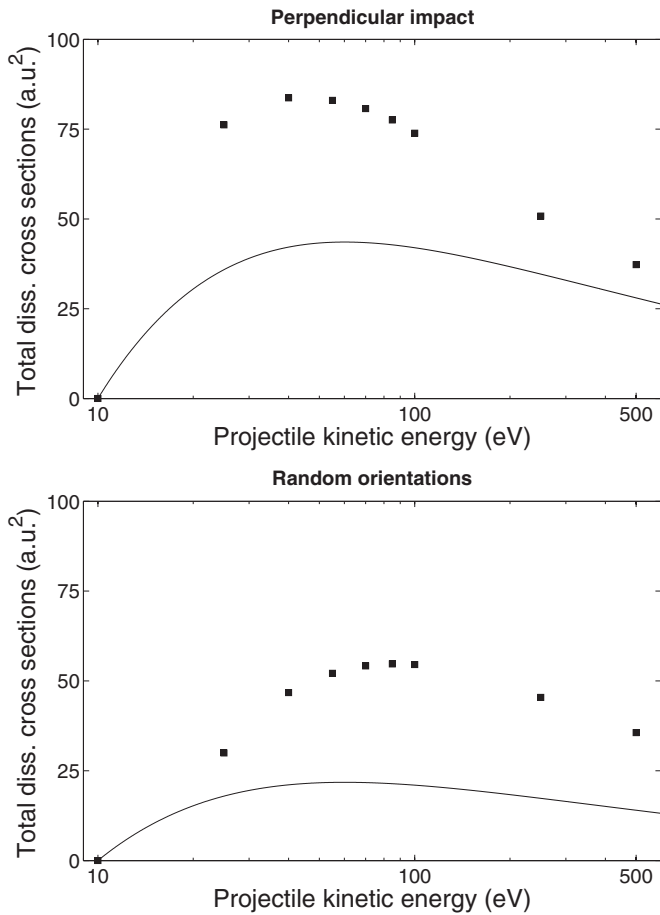 Perpendicular impact
Total diss. cross sections (a.u.²)
100
75
50
25
0
10
100
500
Projectile kinetic energy (eV)
Random orientations
Total diss. cross sections (a.u.²)
100
75
50
25
0
10
100
500
Projectile kinetic energy (eV)